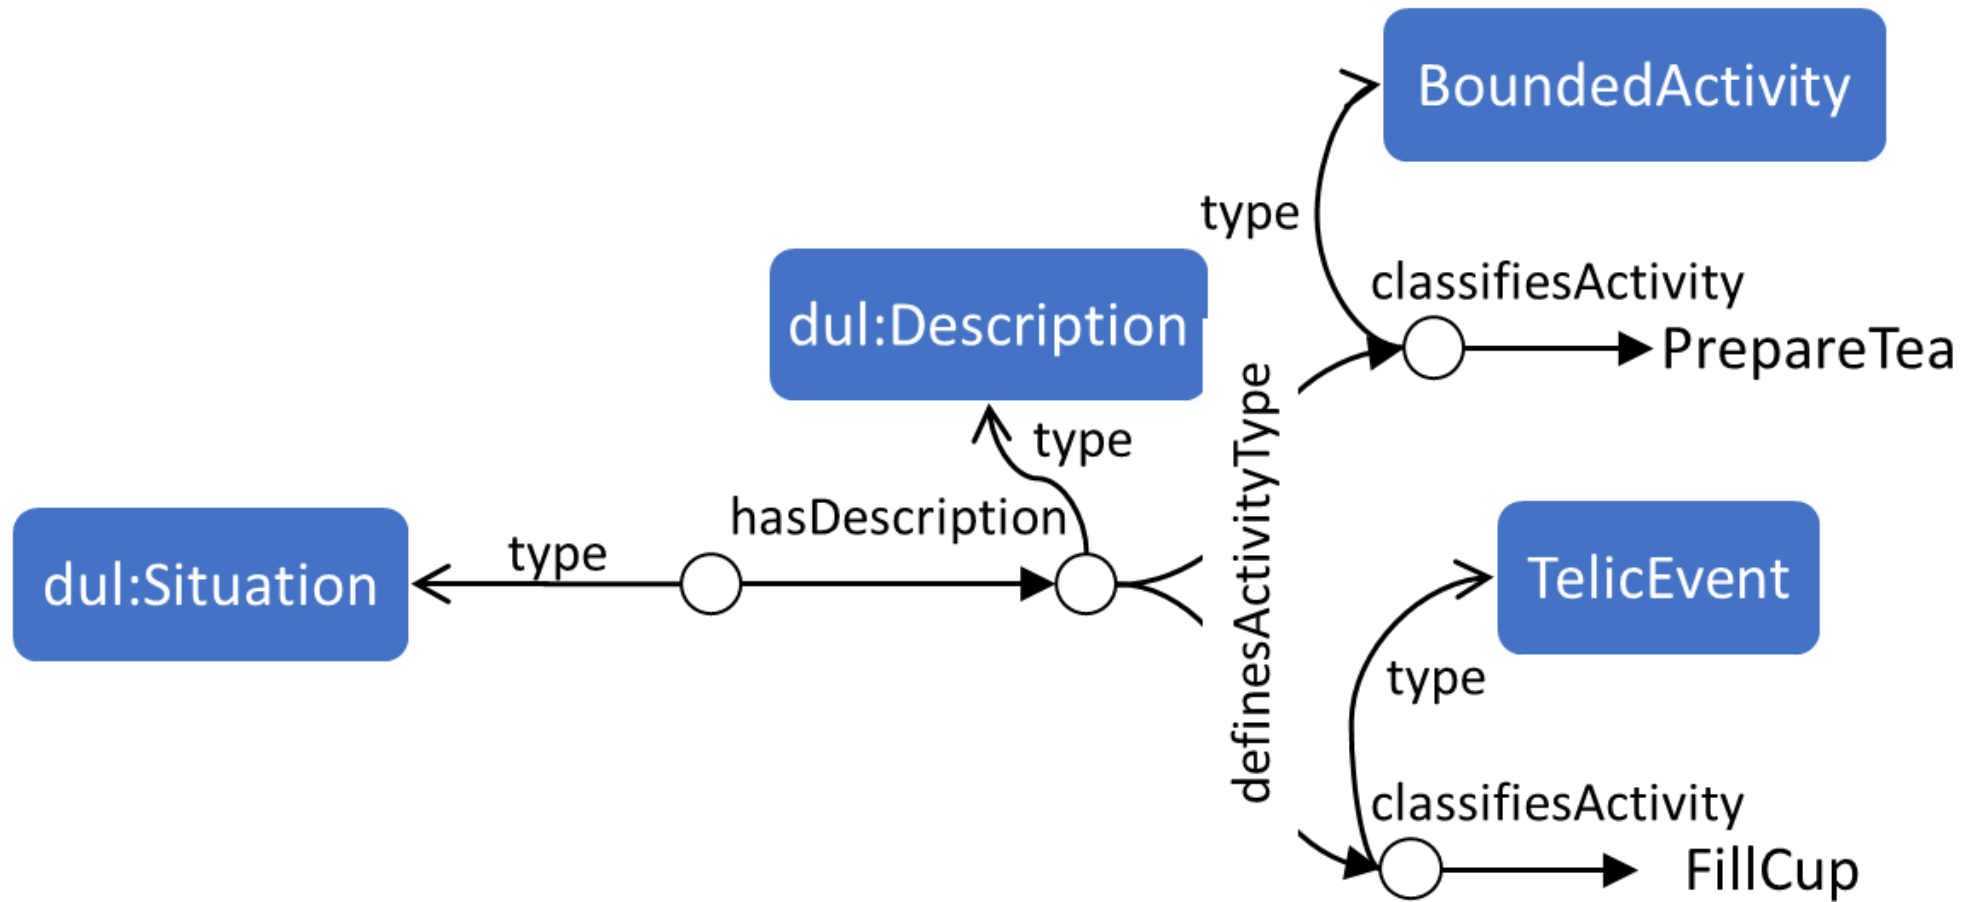 BoundedActivity
type
classifiesActivity
PrepareTea
dul:Description
type
hasDescription
definesActivityType
dul:Situation
type
TelicEvent
type
classifiesActivity
FillCup